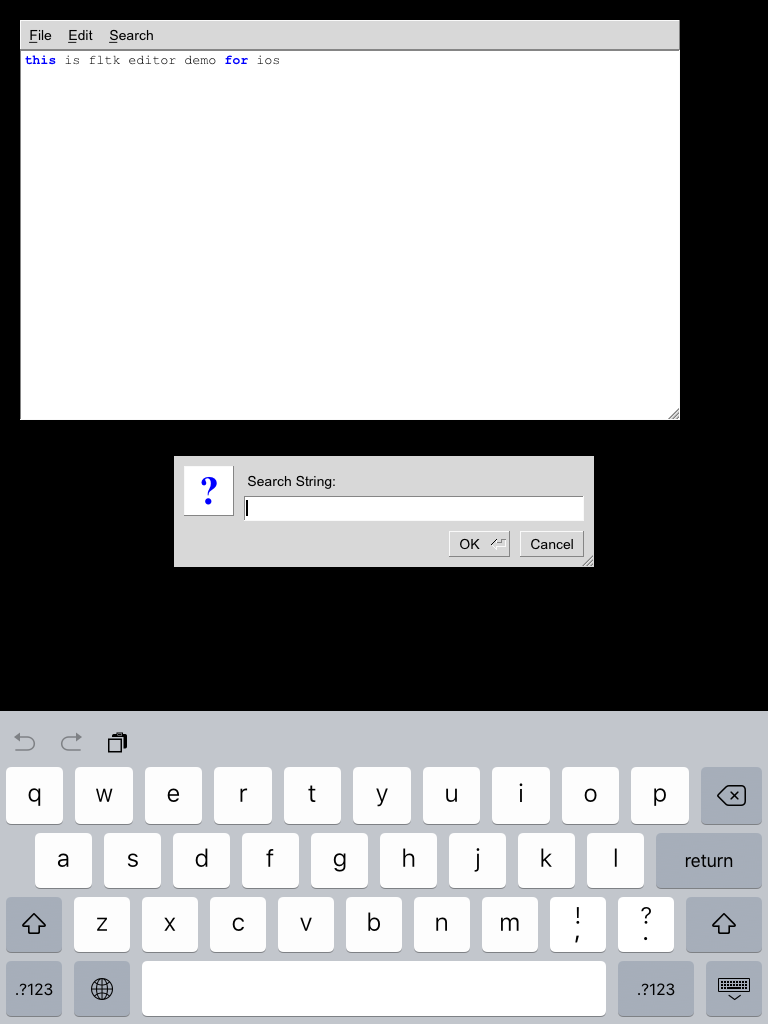 File Edit Search
this is fltk editor demo for ios
?
Search String:
OK Cancel
q w e r t y u i o p
a s d f g h j k l return
z x c v b n m ! , ? .
.?123 .?123